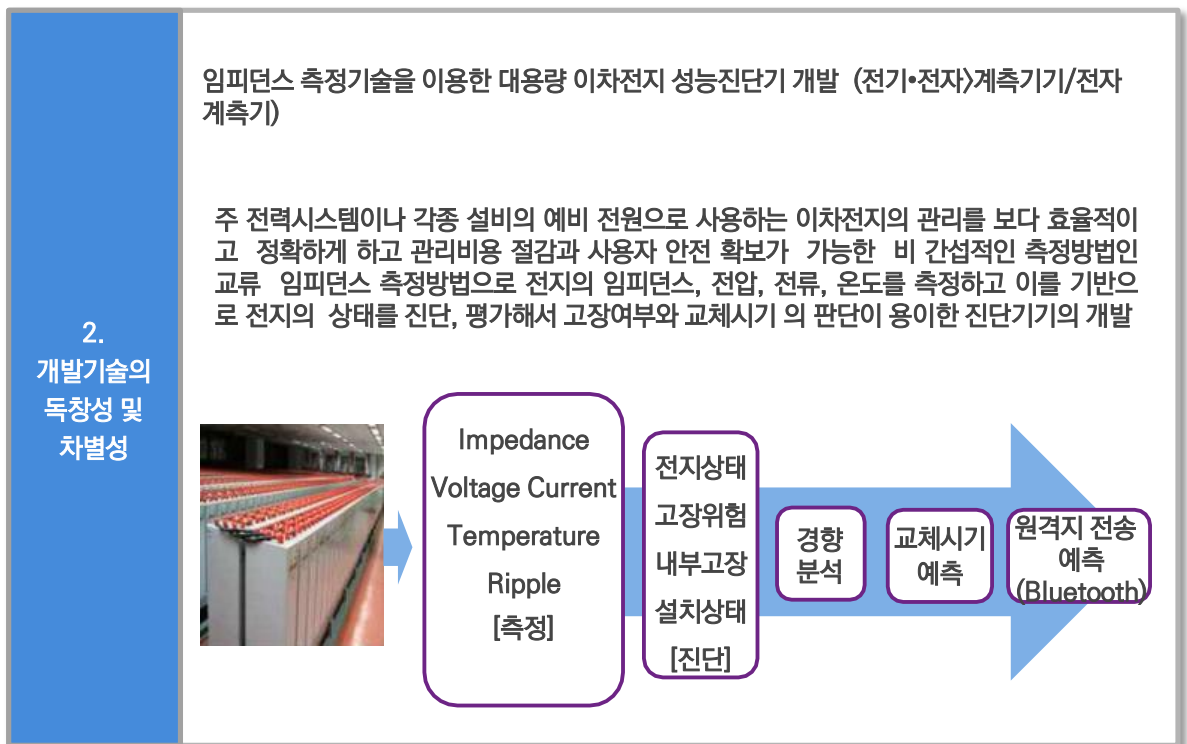 2.
개발기술의
독창성 및
차별성
임피던스 측정기술을 이용한 대용량 이차전지 성능진단기 개발 (전기•전자>계측기기/전자
계측기)
주 전력시스템이나 각종 설비의 예비 전원으로 사용하는 이차전지의 관리를 보다 효율적이
고 정확하게 하고 관리비용 절감과 사용자 안전 확보가 가능한 비 간섭적인 측정방법인
교류 임피던스 측정방법으로 전지의 임피던스, 전압, 전류, 온도를 측정하고 이를 기반으
로 전지의 상태를 진단, 평가해서 고장여부와 교체시기 의 판단이 용이한 진단기기의 개발
Impedance
Voltage Current
Temperature
Ripple
[측정]
전지상태
고장위험
내부고장
설치상태
[진단]
경향
분석
교체시기
예측
원격지 전송
예측
(Bluetooth)